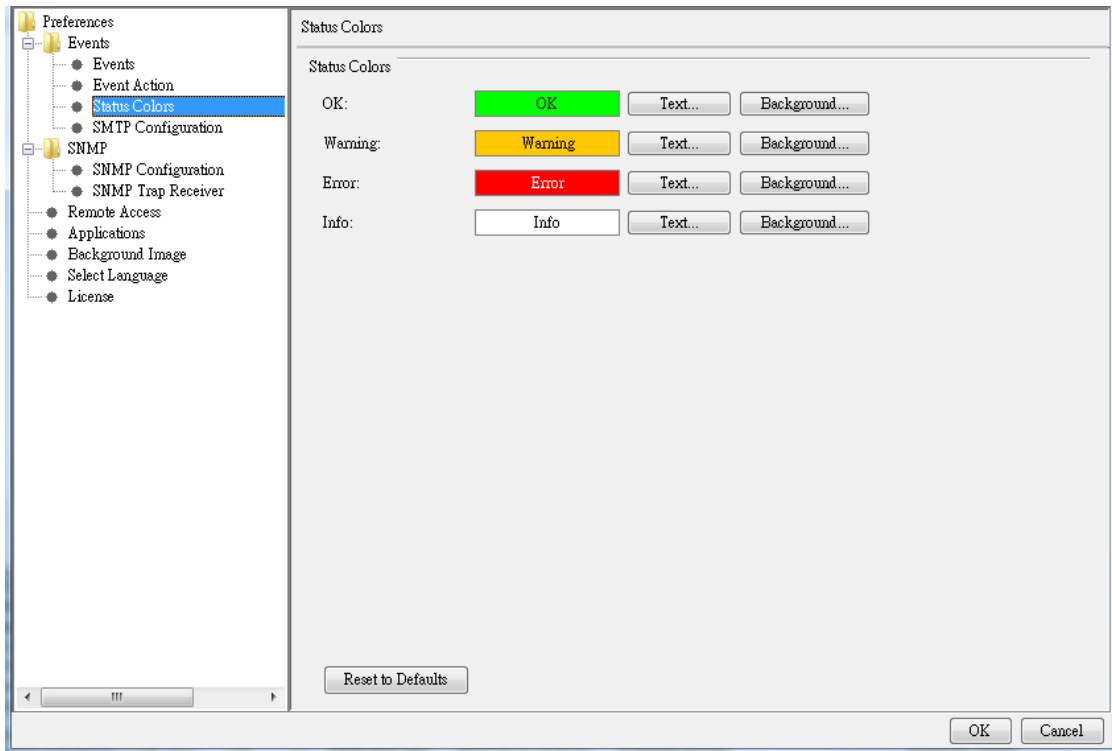 Preferences
Events
Events
Event Action
Status Colors
SMTP Configuration
SNMP
SNMP Configuration
SNMP Trap Receiver
Remote Access
Applications
Background Image
Select Language
License
Status Colors
Status Colors
OK: OK Text... Background...
Warning: Warning Text... Background...
Error: Error Text... Background...
Info: Info Text... Background...
Reset to Defaults
OK Cancel